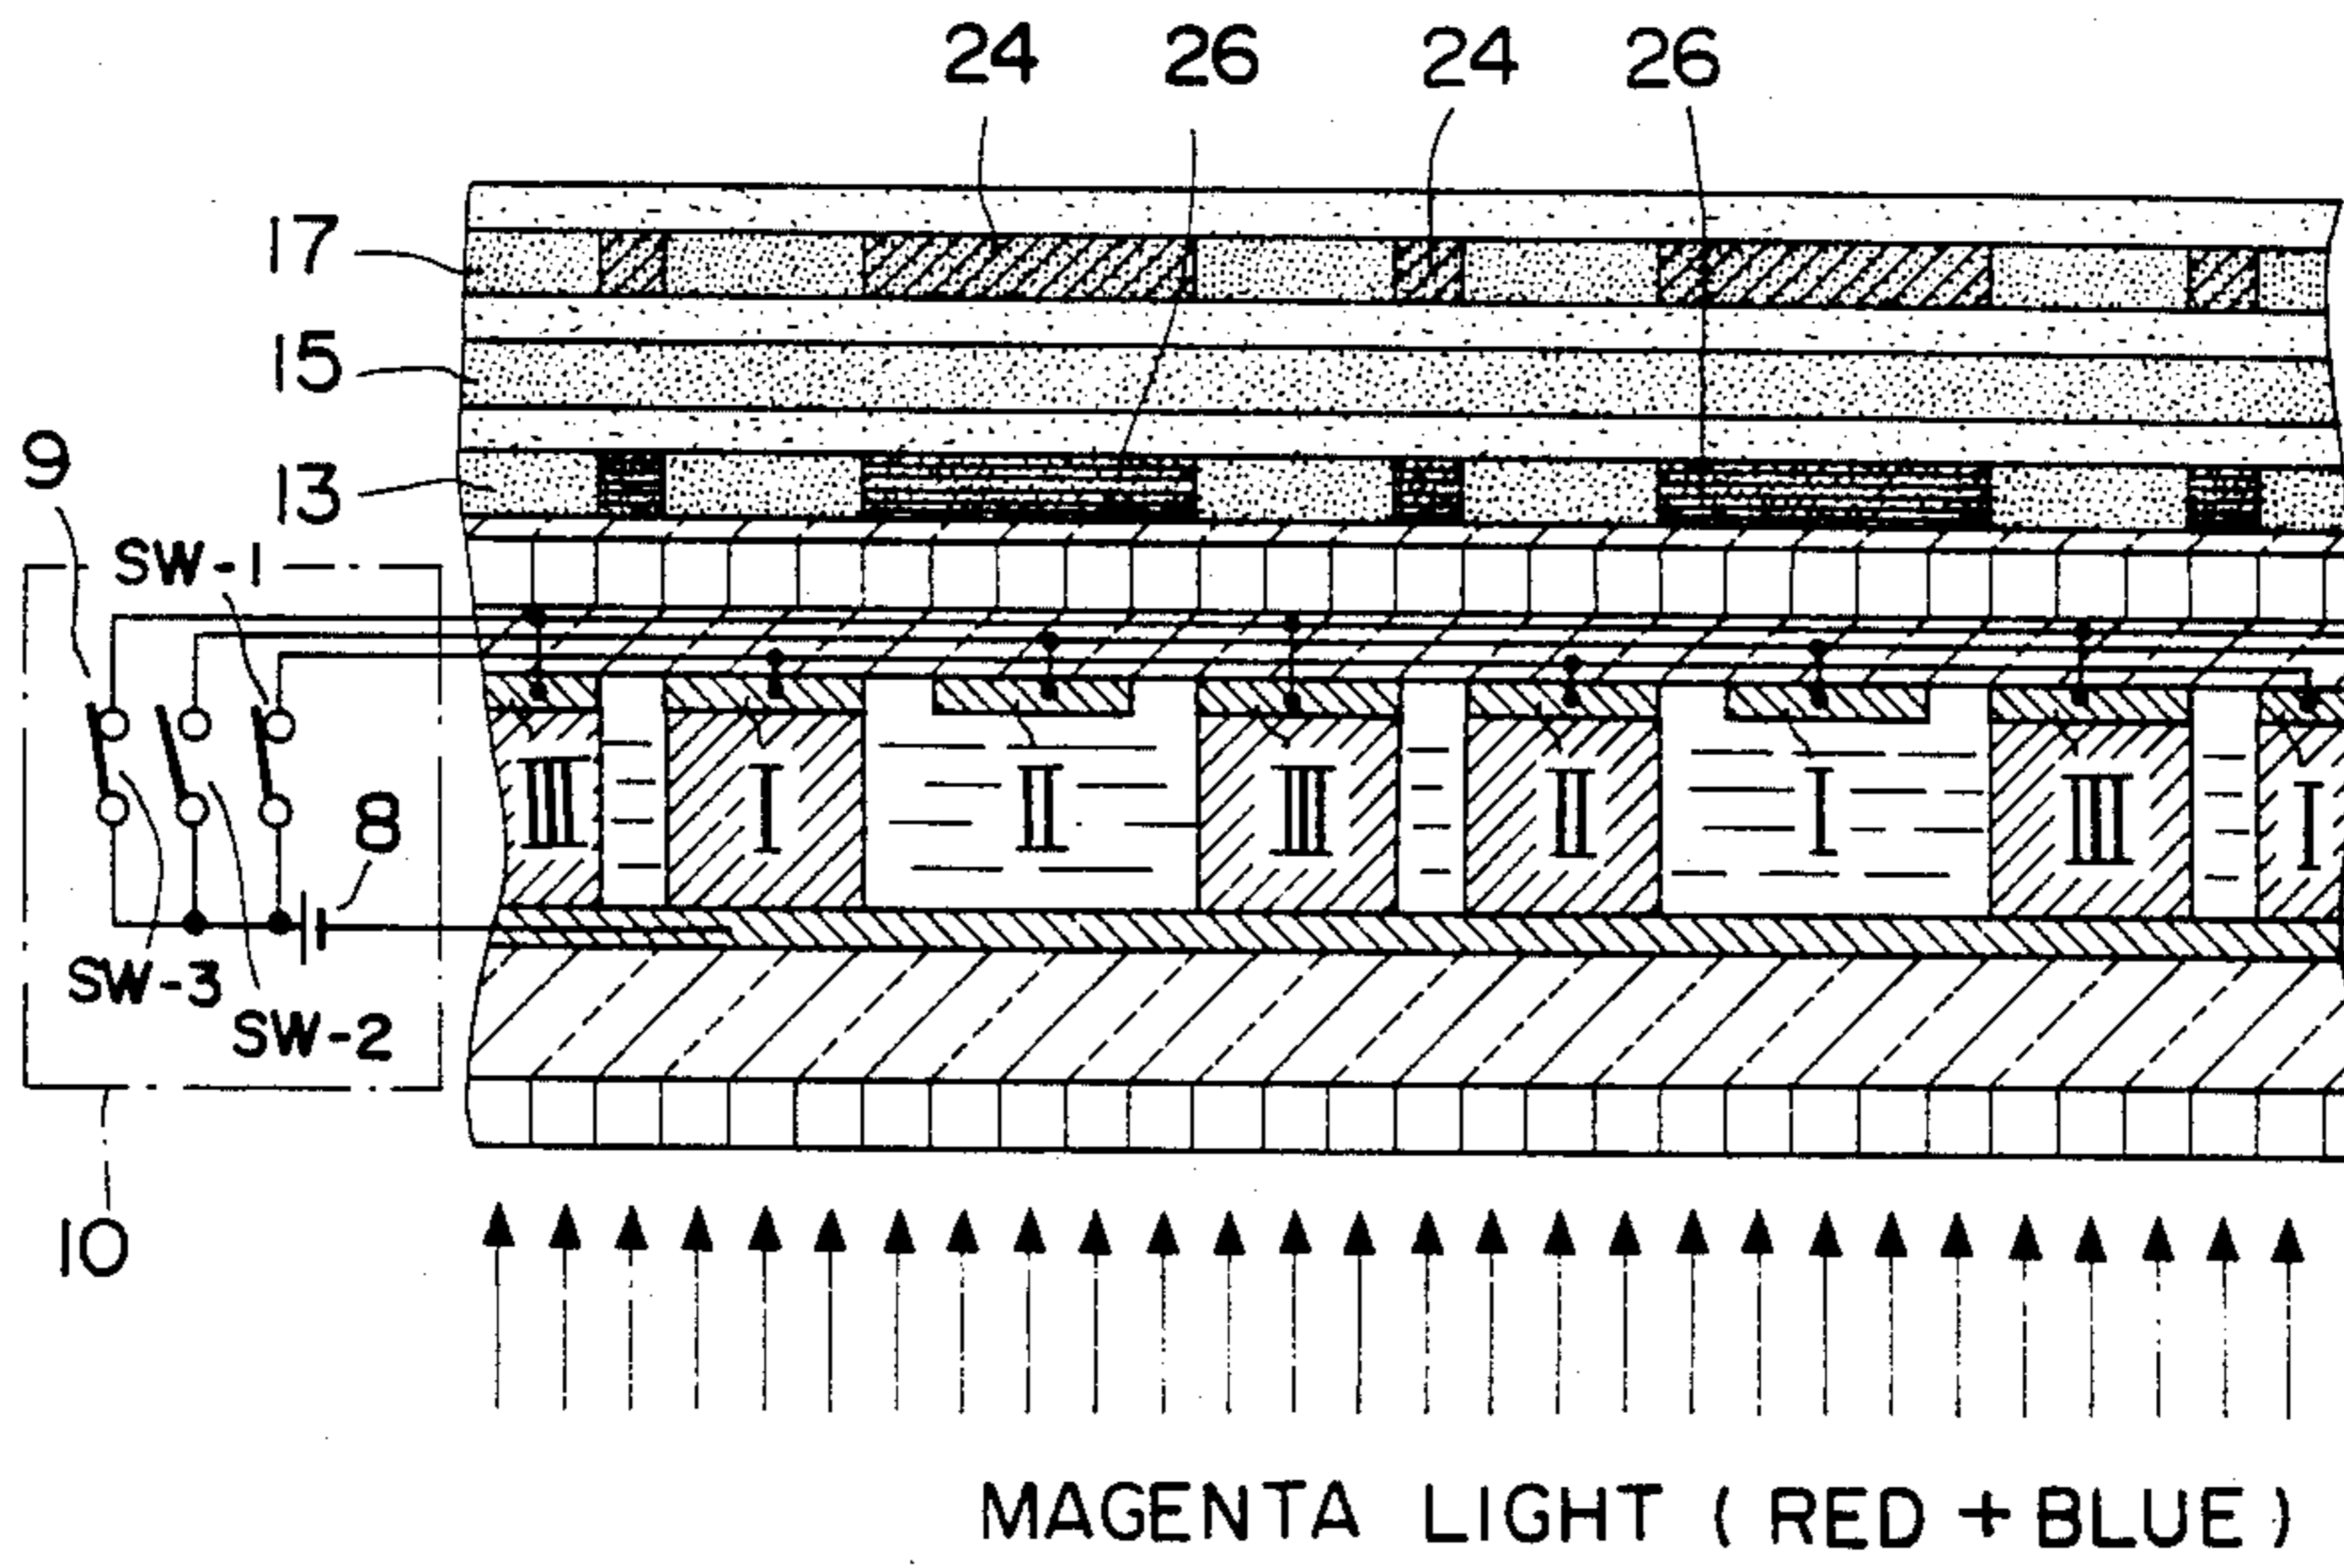 24 26 24 26
17
15
9
13
SW-1
8
III I II III II I III I
SW-3
SW-2
10
MAGENTA LIGHT (RED + BLUE)